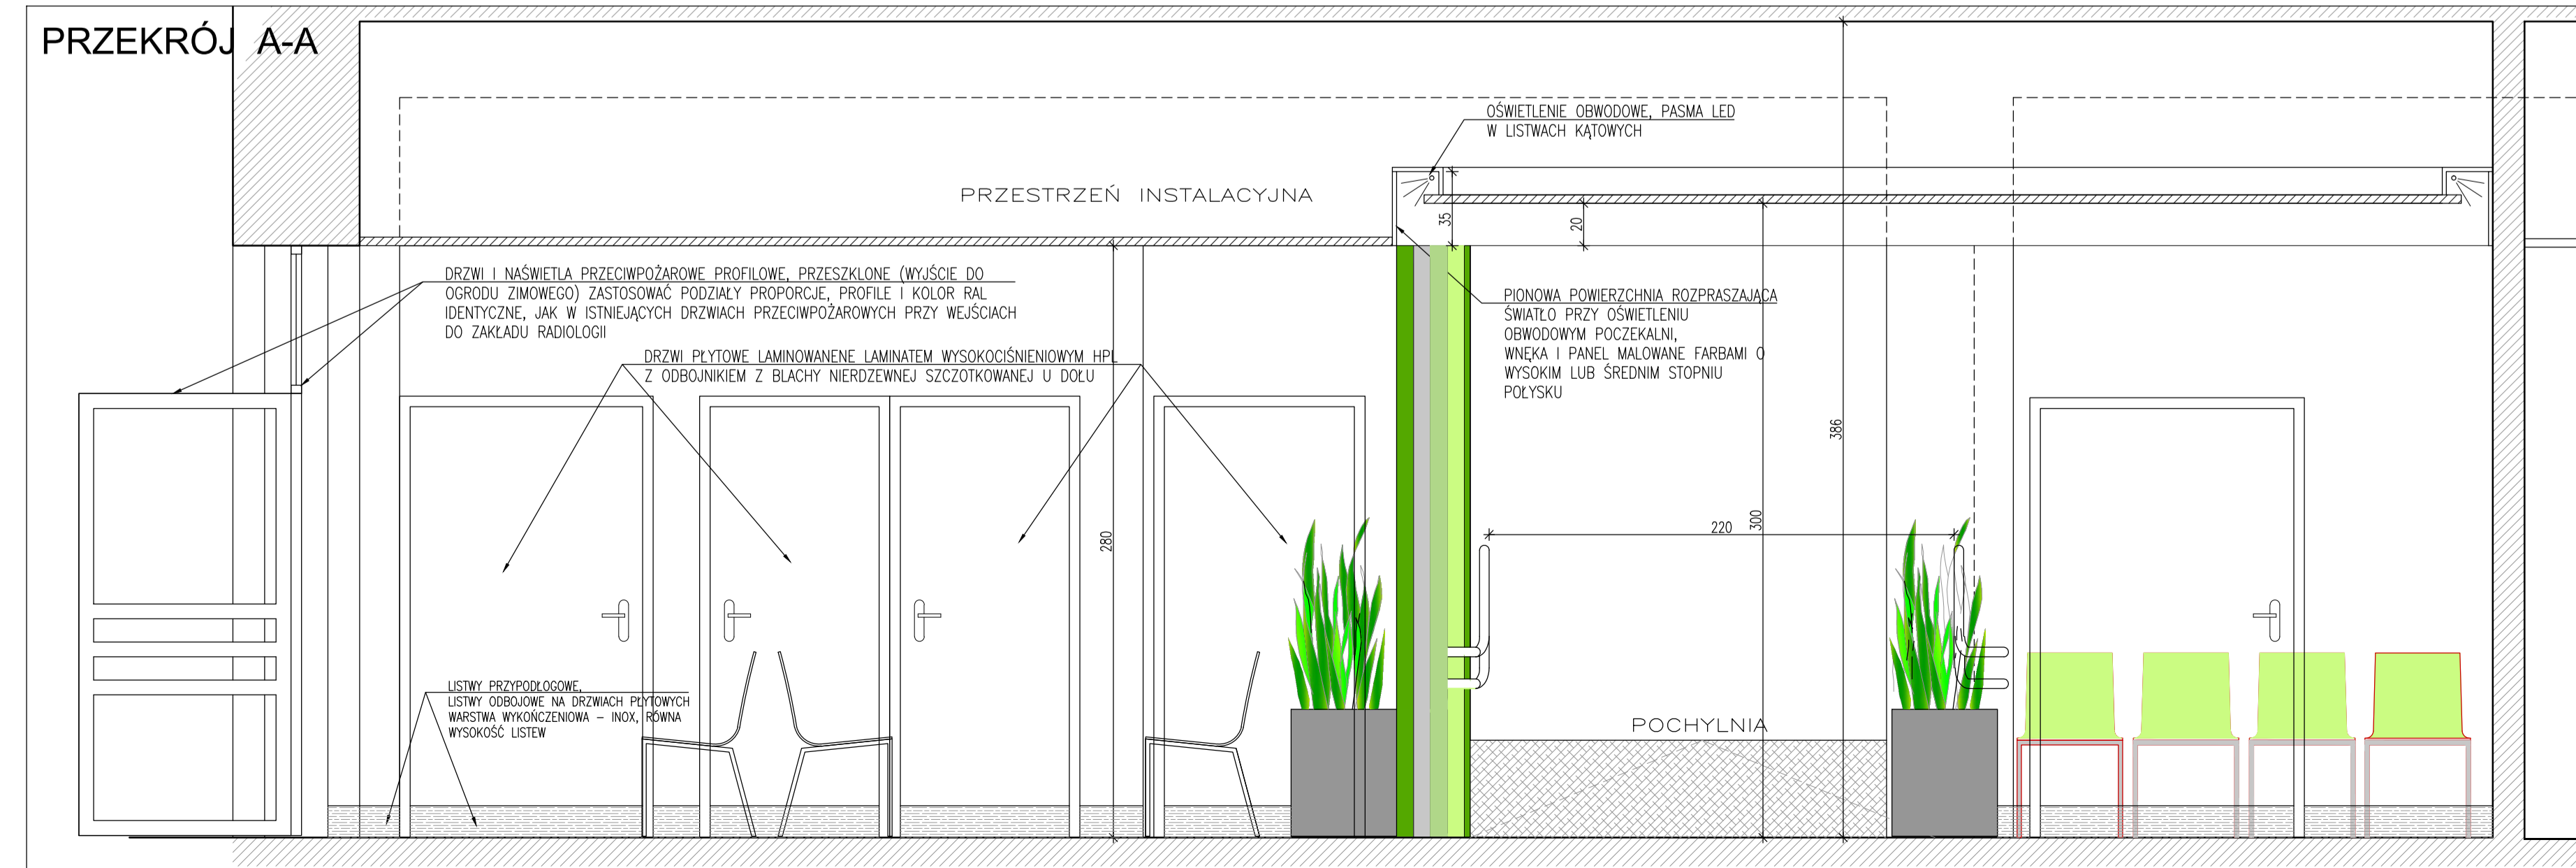 PRZEKRÓJ A-A
OŚWIETLENIE OBWODOWE, PASMA LED
W LISTWACH KĄTOWYCH
PRZESTRZEŃ INSTALACYJNA
35
20
DRZWI I NAŚWIETLA PRZECIWPOŻAROWE PROFILOWE, PRZESZKLONE (WYJŚCIE DO
OGRODU ZIMOWEGO) ZASTOSOWAĆ PODZIAŁY PROPORCJE, PROFILE I KOLOR RAL
IDENTYCZNE, JAK W ISTNIEJĄCYCH DRZWIACH PRZECIWPOŻAROWYCH PRZY WEJŚCIACH
DO ZAKŁADU RADIOLOGII
PIONOWA POWIERZCHNIA ROZPRASZAJĄCA
ŚWIATŁO PRZY OŚWIETLENIU
OBWODOWYM POCZEKALNI,
WNĘKA I PANEL MALOWANE FARBAMI O
WYSOKIM LUB ŚREDNIM STOPNIU
POŁYSKU
DRZWI PŁYTOWE LAMINOWANENE LAMINATEM WYSOKOCIŚNIENIOWYM HPL
Z ODBOJNIKIEM Z BLACHY NIERDZEWNEJ SZCZOTKOWANEJ U DOŁU
386
280
220
300
LISTWY PRZYPODŁOGOWE,
LISTWY ODBOJOWE NA DRZWIACH PŁYTOWYCH
WARSTWA WYKOŃCZENIOWA – INOX, RÓWNA
WYSOKOŚĆ LISTEW
POCHYLNIA